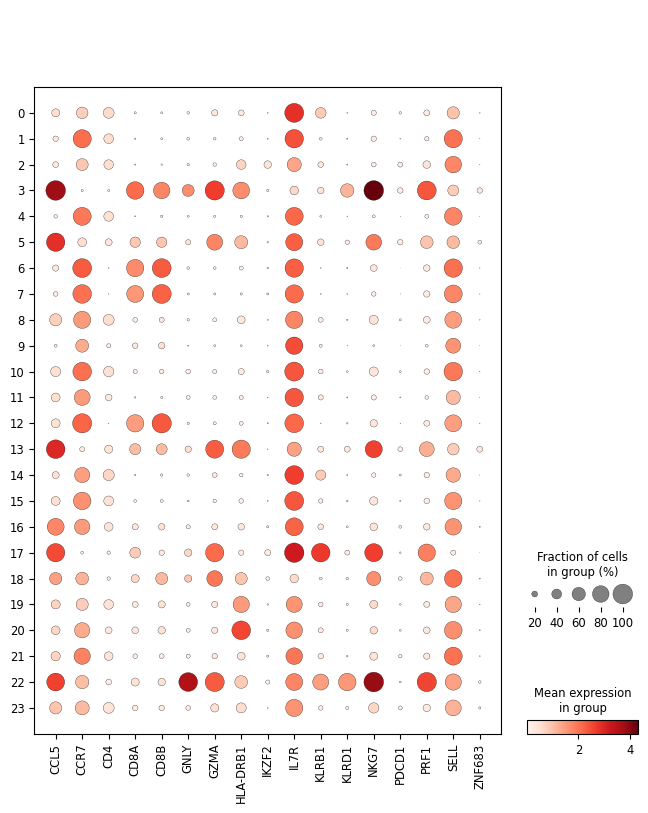 0
1
2
3
4
5
6
7
8
9
10
11
12
13
14
15
16
17
18
19
20
21
22
23
CCL5
CCR7
CD4
CD8A
CD8B
GNLY
GZMA
HLA-DRB1
IKZF2
IL7R
KLRB1
KLRD1
NKG7
PDCD1
PRF1
SELL
ZNF683
Fraction of cells
in group (%)
20 40 60 80 100
Mean expression
in group
2 4